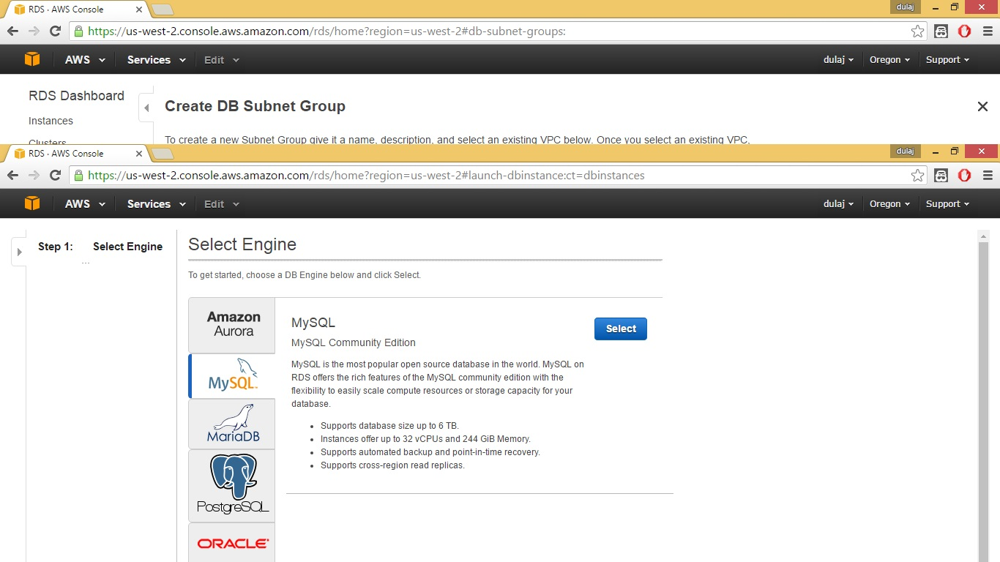 RDS · AWS Console
dulaj
https://us-west-2.console.aws.amazon.com/rds/home?region=us-west-2#db-subnet-groups:
AWS Services Edit dulaj Oregon Support
RDS Dashboard
Instances
Clusters
Create DB Subnet Group
To create a new Subnet Group give it a name, description, and select an existing VPC below. Once you select an existing VPC,
RDS · AWS Console
dulaj
https://us-west-2.console.aws.amazon.com/rds/home?region=us-west-2#launch-dbinstance:ct=dbinstances
AWS Services Edit dulaj Oregon Support
Step 1: Select Engine
Select Engine
To get started, choose a DB Engine below and click Select.
Amazon
Aurora
MySQL
MariaDB
PostgreSQL
ORACLE
MySQL
Select
MySQL Community Edition
MySQL is the most popular open source database in the world. MySQL on
RDS offers the rich features of the MySQL community edition with the
flexibility to easily scale compute resources or storage capacity for your
database.
• Supports database size up to 6 TB.
• Instances offer up to 32 vCPUs and 244 GiB Memory.
• Supports automated backup and point-in-time recovery.
• Supports cross-region read replicas.